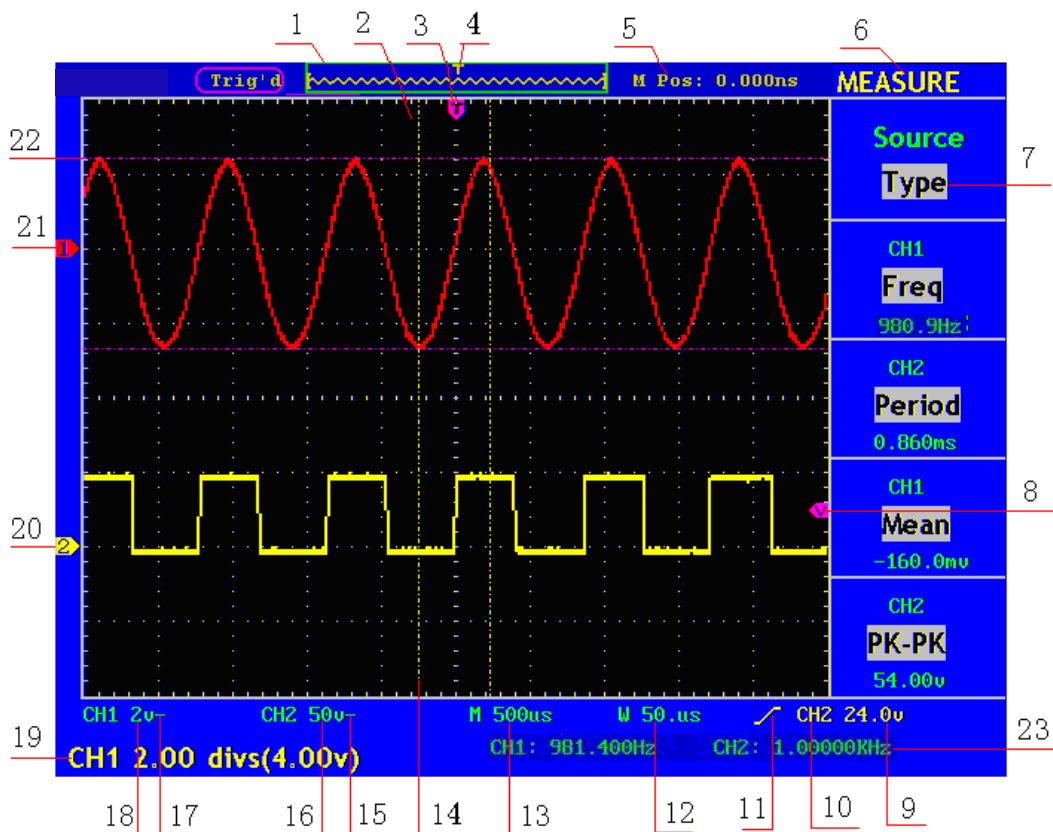 1 2 3 4 5 6
Trig'd
T
M Pos: 0.000ns
MEASURE
T
22
21
20
19
1
2
Source
Type
7
CH1
Freq
980.9Hz
CH2
Period
0.860ms
CH1
Mean
-160.0mv
8
V
CH2
PK-PK
54.00v
CH1 2v
CH2 50v
M 500us
W 50.us
CH2 24.0v
CH1 2.00 divs(4.00v)
CH1: 981.400Hz
CH2: 1.00000KHz
23
18 17 16 15 14 13 12 11 10 9